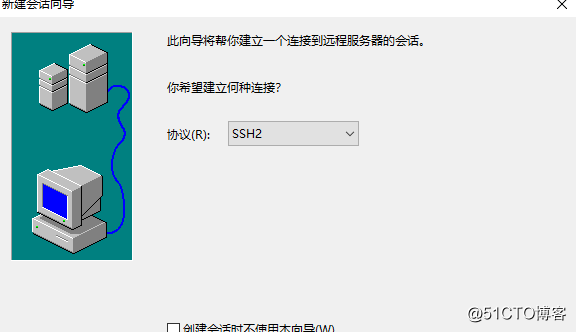 新建会话向导
此向导将帮你建立一个连接到远程服务器的会话。
你希望建立何种连接?
协议(R): SSH2
创建会话时不使用本向导(W)
@51CTO博客